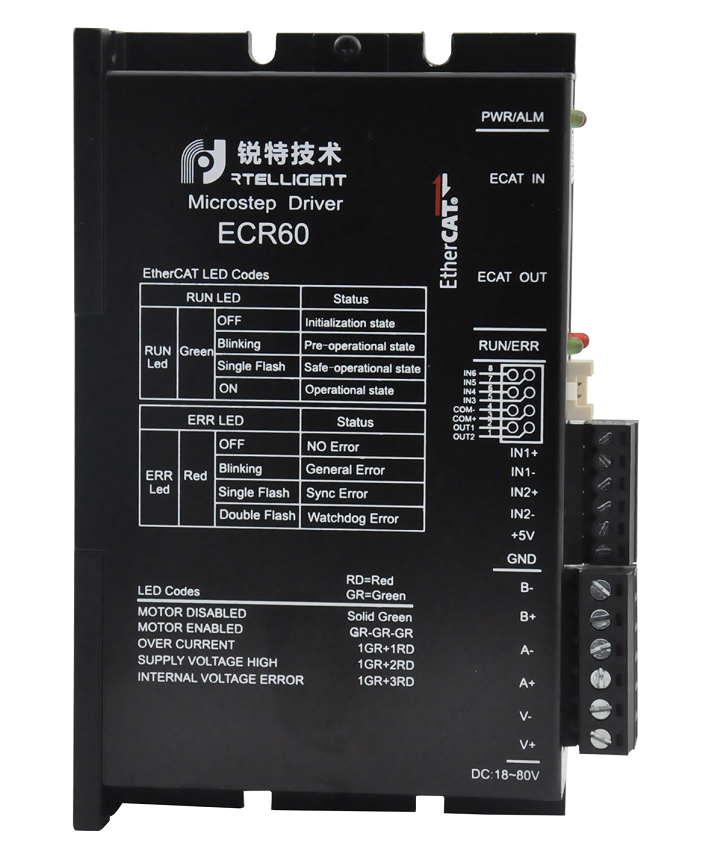 PWR/ALM
锐特技术
RTELLIGENT
Microstep Driver
ECR60
ECAT IN
EtherCAT
ECAT OUT
EtherCAT LED Codes
RUN LED Status
RUN Led Green
OFF Initialization state
Blinking Pre-operational state
Single Flash Safe-operational state
ON Operational state
ERR LED Status
ERR Led Red
OFF NO Error
Blinking General Error
Single Flash Sync Error
Double Flash Watchdog Error
RUN/ERR
IN6
IN5
IN4
IN3
COM-
COM+
OUT1
OUT2
IN1+
IN1-
IN2+
IN2-
+5V
GND
B-
B+
A-
A+
V-
V+
DC:18~80V
RD=Red
LED Codes GR=Green
MOTOR DISABLED Solid Green
MOTOR ENABLED GR-GR-GR
OVER CURRENT 1GR+1RD
SUPPLY VOLTAGE HIGH 1GR+2RD
INTERNAL VOLTAGE ERROR 1GR+3RD